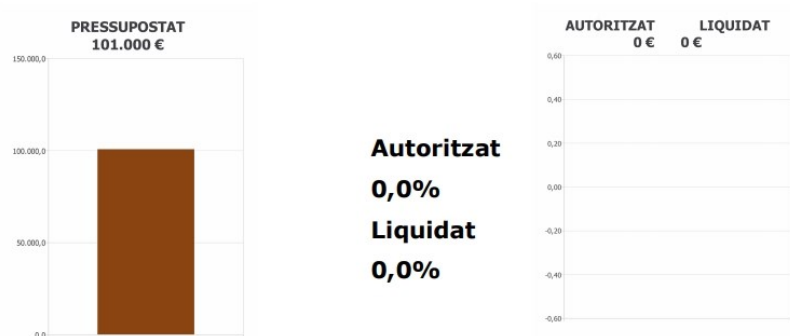 PRESSUPOSTAT
101.000 €
150.000,0
100.000,0
50.000,0
0,0
Autoritzat
0,0%
Liquidat
0,0%
AUTORITZAT LIQUIDAT
0 € 0 €
0,60
0,40
0,20
0,00
-0,20
-0,40
-0,60